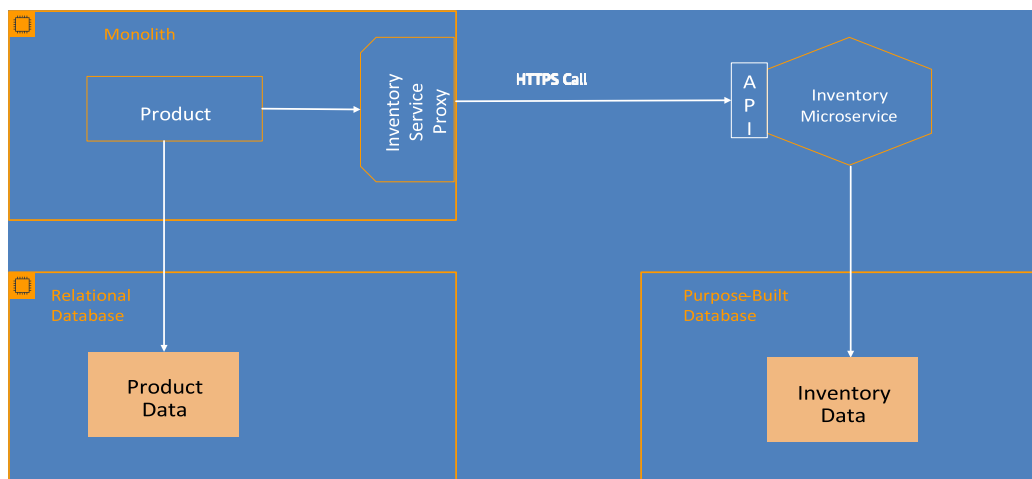 Monolith
Product
Inventory
Service
Proxy
HTTPS Call
A
P
I
Inventory
Microservice
Relational
Database
Product
Data
Purpose-Built
Database
Inventory
Data